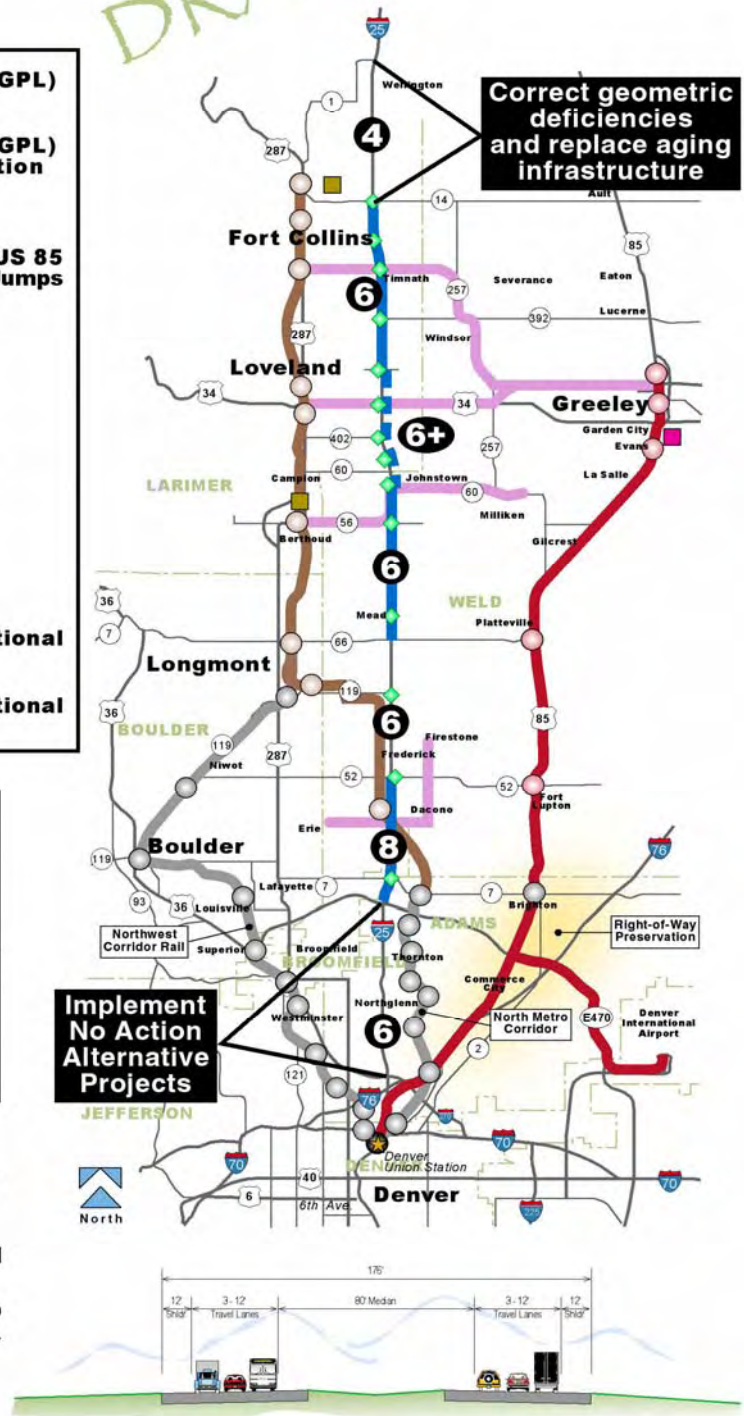 DR
GPL)
GPL)
tion
US 85
Jumps
tional
tional
25
Wellington
Correct geometric
deficiencies
and replace aging
infrastructure
1
4
287
14
Ault
85
Fort Collins
Timnath
Severance
Eaton
257
6
Lucerne
392
287
Windsor
Loveland
34
34
Greeley
6+
402
Garden City
Evans
257
60
La Salle
LARIMER
Campion
Johnstown
60
Milliken
56
Berthoud
Gilcrest
6
36
WELD
7
Mead
Platteville
66
Longmont
119
36
85
6
BOULDER
119
Firestone
287
Frederick
Niwot
52
52
Fort
Lupton
Dacono
Erie
Boulder
8
76
119
Lafayette
7
7
93
36
Louisville
Brighton
Northwest
Corridor Rail
25
ADAMS
Right-of-Way
Preservation
Superior
Broomfield
Thornton
BROOMFIELD
Commerce
City
Implement
No Action
Alternative
Projects
Northglenn
Westminster
6
North Metro
Corridor
E470
Denver
International
Airport
2
121
76
JEFFERSON
70
70
Denver
Union Station
DENVER
40
70
North
6
6th Ave.
Denver
225
176'
12'
Shldr
3 - 12'
Travel Lanes
80' Median
3 - 12'
Travel Lanes
12'
Shldr